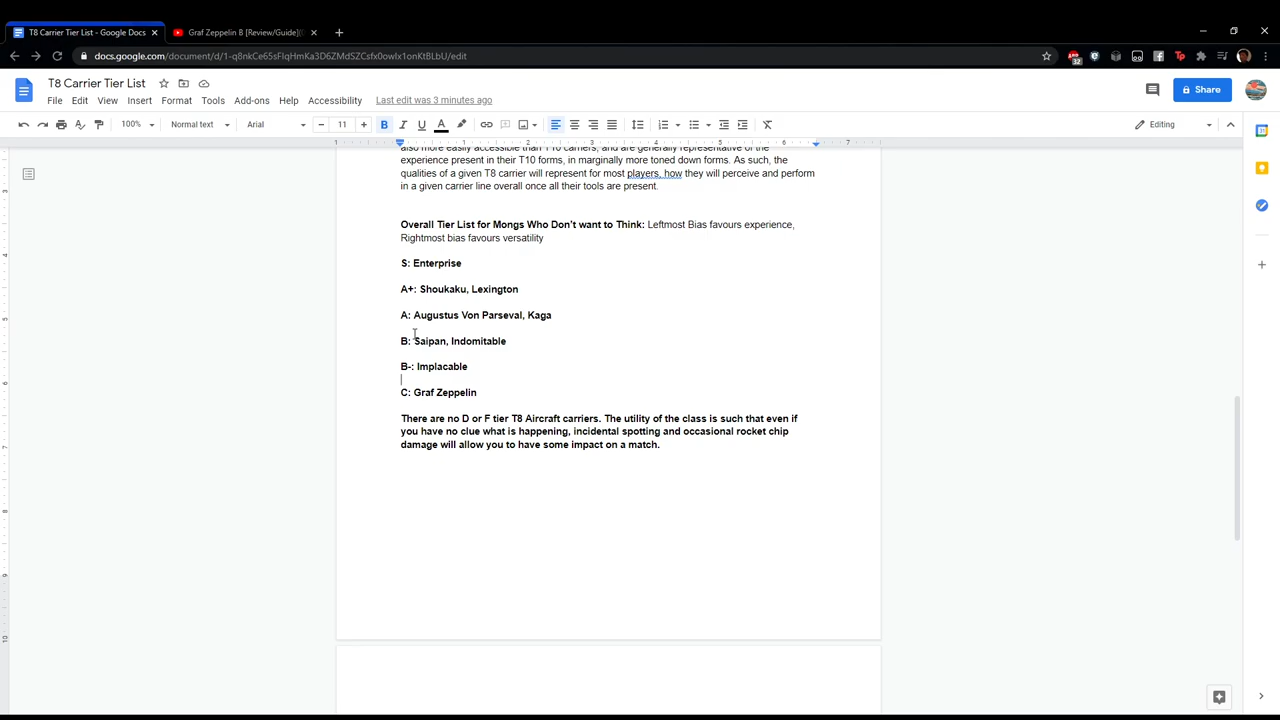 T8 Carrier Tier List - Google Docs
Graf Zeppelin B [Review/Guide]
docs.google.com
32
Tp
T8 Carrier Tier List
File Edit View Insert Format Tools Add-ons Help Accessibility Last edit was 3 minutes ago
Share
100% Normal text Arial 11 B I U A Editing
also more easily accessible than T10 carriers, and are generally representative of the
experience present in their T10 forms, in marginally more toned down forms. As such, the
qualities of a given T8 carrier will represent for most players, how they will perceive and perform
in a given carrier line overall once all their tools are present.
Overall Tier List for Mongs Who Don't want to Think: Leftmost Bias favours experience,
Rightmost bias favours versatility
S: Enterprise
A+: Shoukaku, Lexington
A: Augustus Von Parseval, Kaga
B: Saipan, Indomitable
B-: Implacable
C: Graf Zeppelin
There are no D or F tier T8 Aircraft carriers. The utility of the class is such that even if
you have no clue what is happening, incidental spotting and occasional rocket chip
damage will allow you to have some impact on a match.